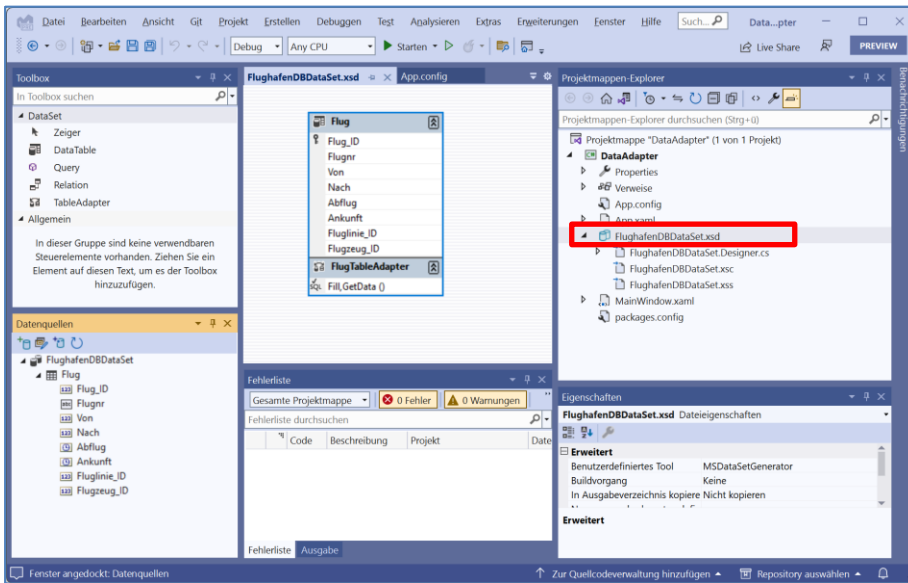 Datei Bearbeiten Ansicht Git Projekt Erstellen Debuggen Test Analysieren Extras Erweiterungen Fenster Hilfe Such... Data...pter
Debug Any CPU Starten Live Share PREVIEW
Toolbox
In Toolbox suchen
DataSet
Zeiger
DataTable
Query
Relation
TableAdapter
Allgemein
In dieser Gruppe sind keine verwendbaren
Steuerelemente vorhanden. Ziehen Sie ein
Element auf diesen Text, um es der Toolbox
hinzuzufügen.
Datenquellen
FlughafenDBDataSet
Flug
Flug_ID
Flugnr
Von
Nach
Abflug
Ankunft
Fluglinie_ID
Flugzeug_ID
FlughafenDBDataSet.xsd App.config
Flug
Flug_ID
Flugnr
Von
Nach
Abflug
Ankunft
Fluglinie_ID
Flugzeug_ID
FlugTableAdapter
SQL Fill,GetData ()
Fehlerliste
Gesamte Projektmappe 0 Fehler 0 Warnungen
Fehlerliste durchsuchen
Code Beschreibung Projekt Date
Fehlerliste Ausgabe
Projektmappen-Explorer
Projektmappen-Explorer durchsuchen (Strg+ü)
Projektmappe "DataAdapter" (1 von 1 Projekt)
DataAdapter
Properties
Verweise
App.config
App.xaml
FlughafenDBDataSet.xsd
FlughafenDBDataSet.Designer.cs
FlughafenDBDataSet.xsc
FlughafenDBDataSet.xss
MainWindow.xaml
packages.config
Eigenschaften
FlughafenDBDataSet.xsd Dateieigenschaften
Erweitert
Benutzerdefiniertes Tool MSDataSetGenerator
Buildvorgang Keine
In Ausgabeverzeichnis kopiere Nicht kopieren
Erweitert
Benachrichtigungen
Fenster angedockt: Datenquellen Zur Quellcodeverwaltung hinzufügen Repository auswählen